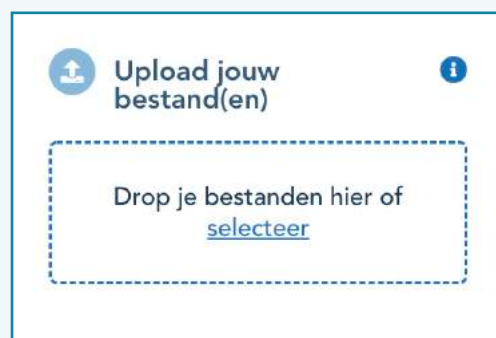 Upload jouw
bestand(en)
Drop je bestanden hier of
selecteer